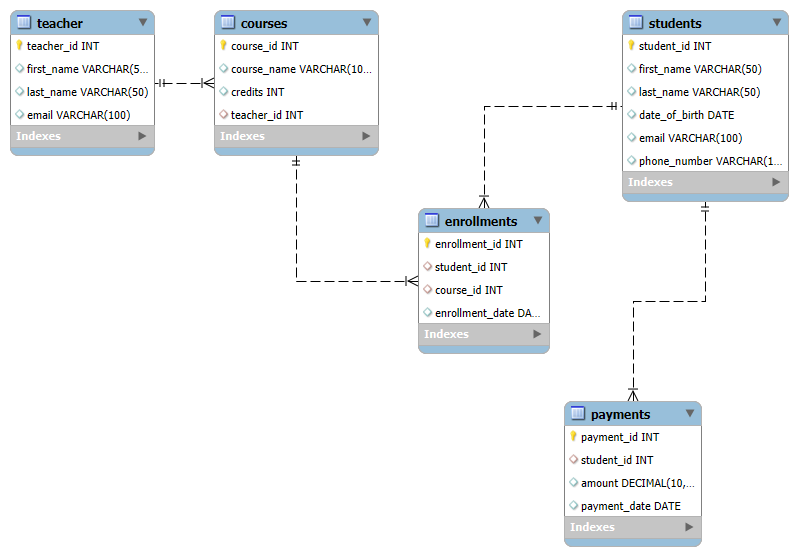 teacher
teacher_id INT
first_name VARCHAR(5...
last_name VARCHAR(50)
email VARCHAR(100)
Indexes
courses
course_id INT
course_name VARCHAR(10...
credits INT
teacher_id INT
Indexes
students
student_id INT
first_name VARCHAR(50)
last_name VARCHAR(50)
date_of_birth DATE
email VARCHAR(100)
phone_number VARCHAR(1...
Indexes
enrollments
enrollment_id INT
student_id INT
course_id INT
enrollment_date DA...
Indexes
payments
payment_id INT
student_id INT
amount DECIMAL(10,...
payment_date DATE
Indexes